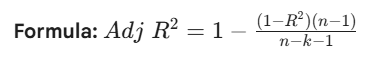 Formula: Adj R² = 1 − (1−R²)(n−1) / n−k−1